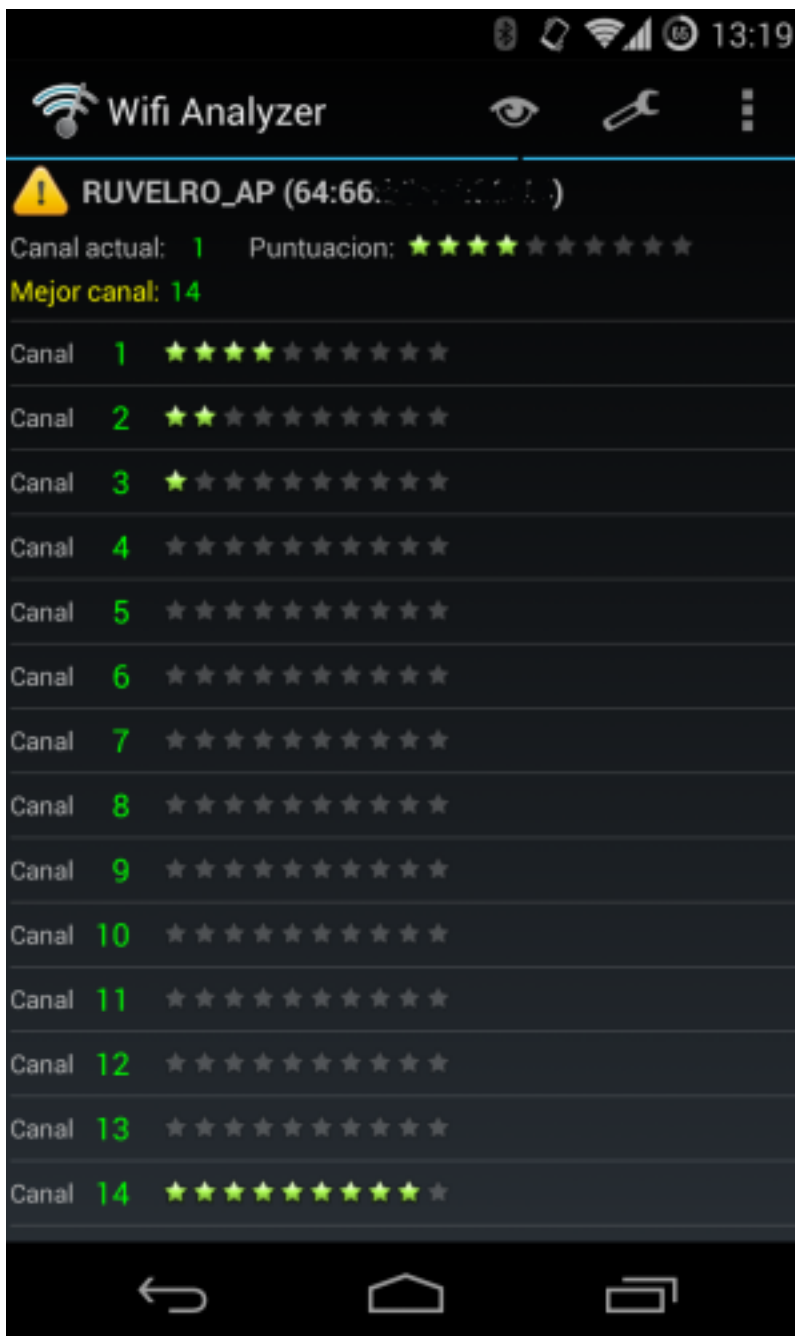 65 13:19
Wifi Analyzer
RUVELRO_AP (64:66: )
Canal actual: 1 Puntuacion:
Mejor canal: 14
Canal 1
Canal 2
Canal 3
Canal 4
Canal 5
Canal 6
Canal 7
Canal 8
Canal 9
Canal 10
Canal 11
Canal 12
Canal 13
Canal 14